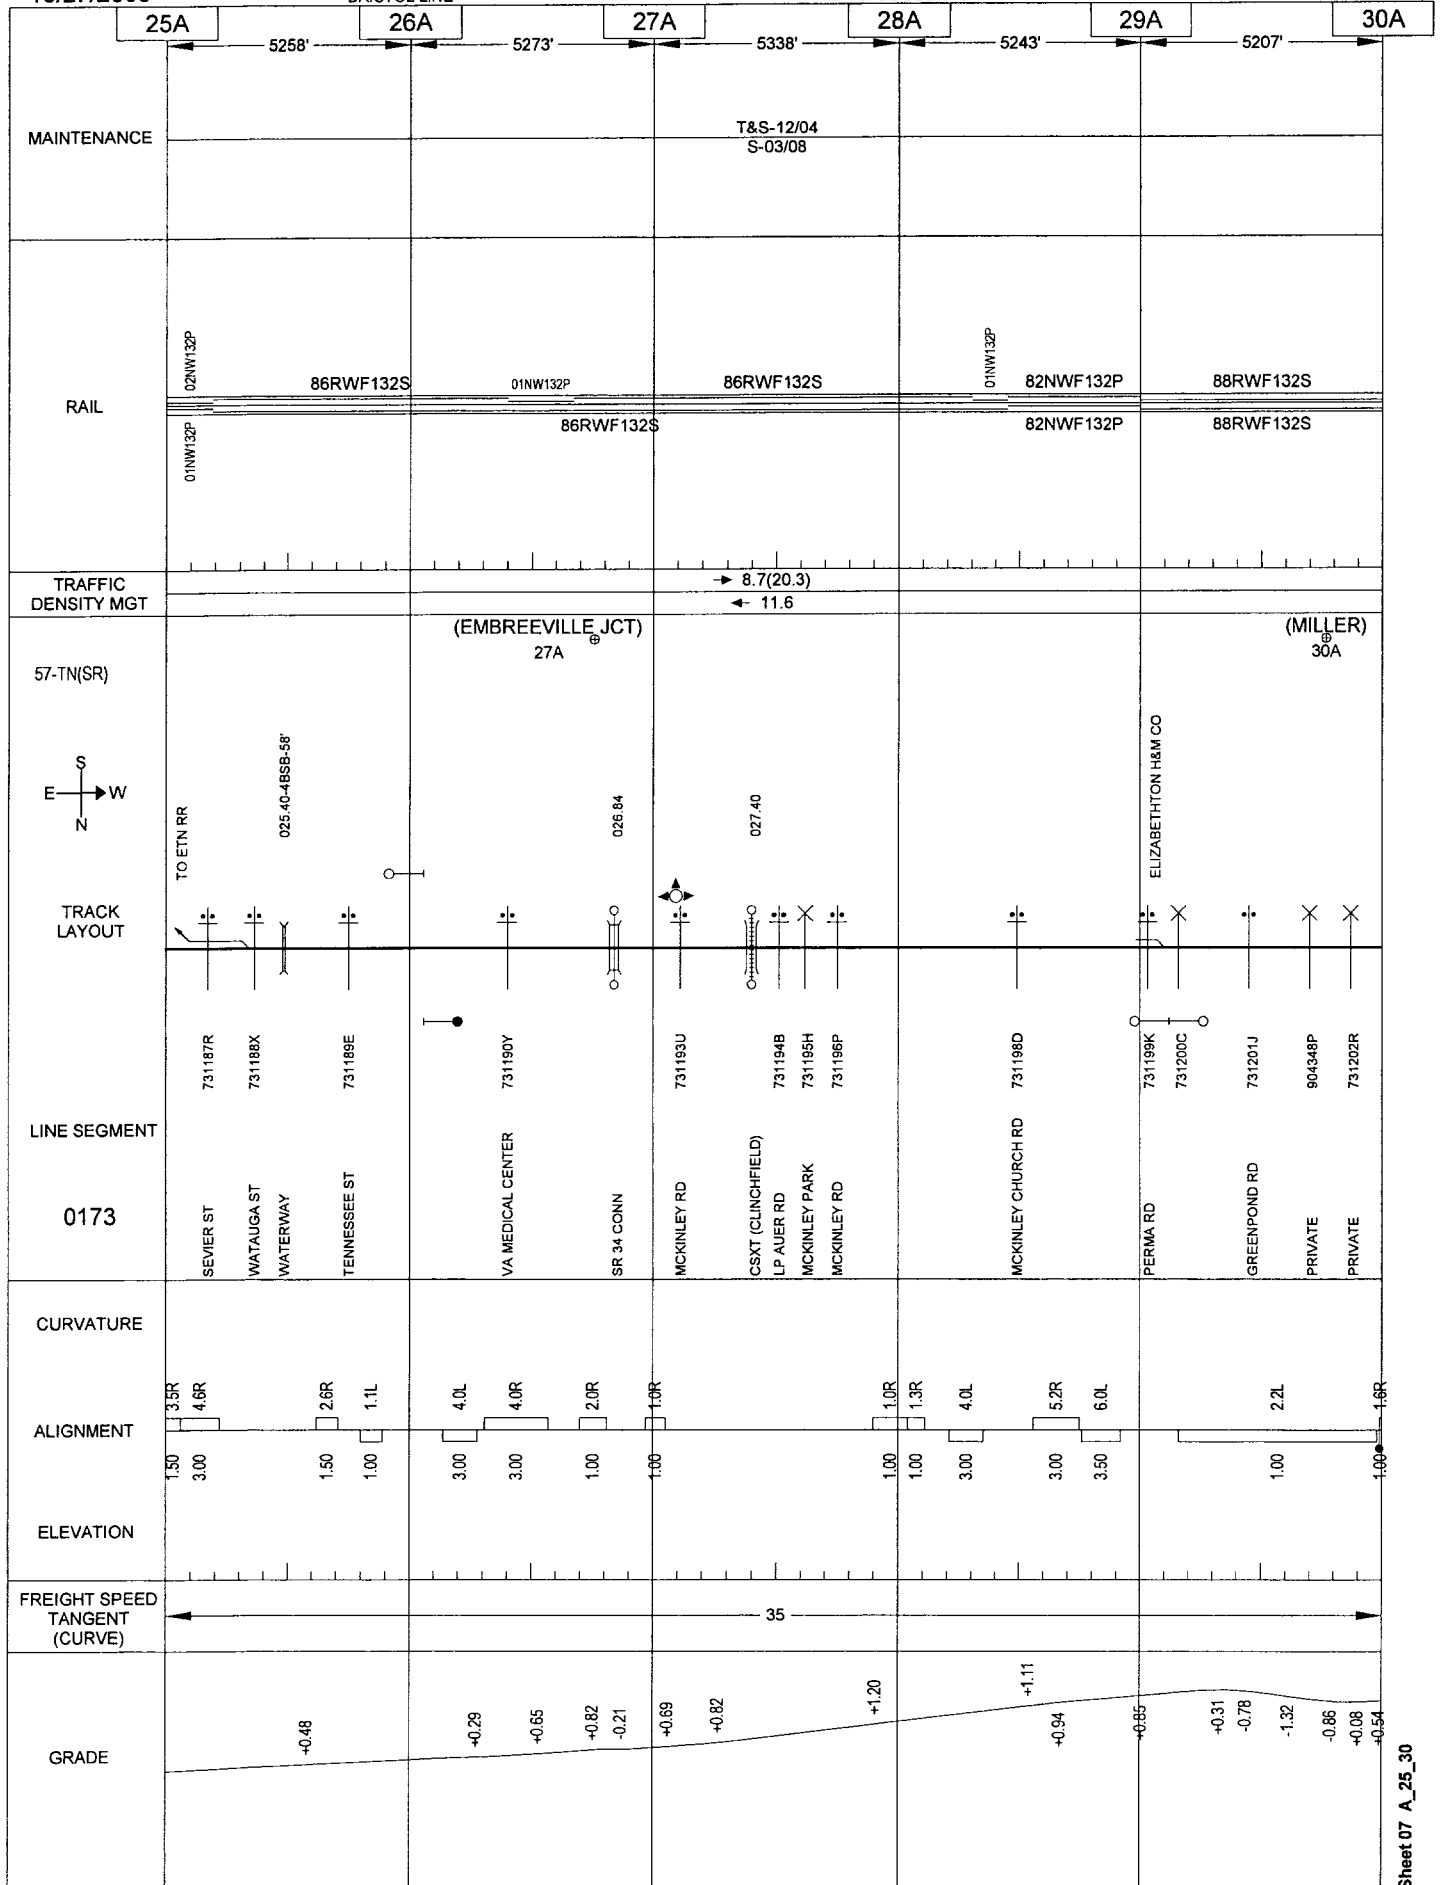 25A 26A 27A 28A 29A 30A
5258' 5273' 5338' 5243' 5207'
MAINTENANCE
T&S-12/04
S-03/08
RAIL
02NW132P
86RWF132S
01NW132P
86RWF132S
01NW132P
82NWF132P
88RWF132S
01NW132P
86RWF132S
82NWF132P
88RWF132S
TRAFFIC
DENSITY MGT
8.7(20.3)
11.6
57-TN(SR)
(EMBREEVILLE JCT)
27A
(MILLER)
30A
S
E W
N
TO ETN RR
025.40-4BSB-58'
026.84
027.40
ELIZABETHTON H&M CO
TRACK
LAYOUT
731187R
731188X
731189E
731190Y
731193U
731194B
731195H
731196P
731198D
731199K
731200C
731201J
904348P
731202R
LINE SEGMENT
0173
SEVIER ST
WATAUGA ST
WATERWAY
TENNESSEE ST
VA MEDICAL CENTER
SR 34 CONN
MCKINLEY RD
CSXT (CLINCHFIELD)
LP AUER RD
MCKINLEY PARK
MCKINLEY RD
MCKINLEY CHURCH RD
PERMA RD
GREENPOND RD
PRIVATE
PRIVATE
CURVATURE
3.5R 4.6R 2.6R 1.1L 4.0L 4.0R 2.0R 1.0R 1.0R 1.3R 4.0L 5.2R 6.0L 2.2L 1.6R
ALIGNMENT
1.50 3.00 1.50 1.00 3.00 3.00 1.00 1.00 1.00 1.00 3.00 3.00 3.50 1.00 1.00
ELEVATION
FREIGHT SPEED
TANGENT
(CURVE)
35
GRADE
+0.48 +0.29 +0.65 +0.82 -0.21 +0.69 +0.82 +1.20 +1.11 +0.94 +0.85 +0.31 -0.78 -1.32 -0.86 +0.08 +0.54
Sheet 07 A_25_30